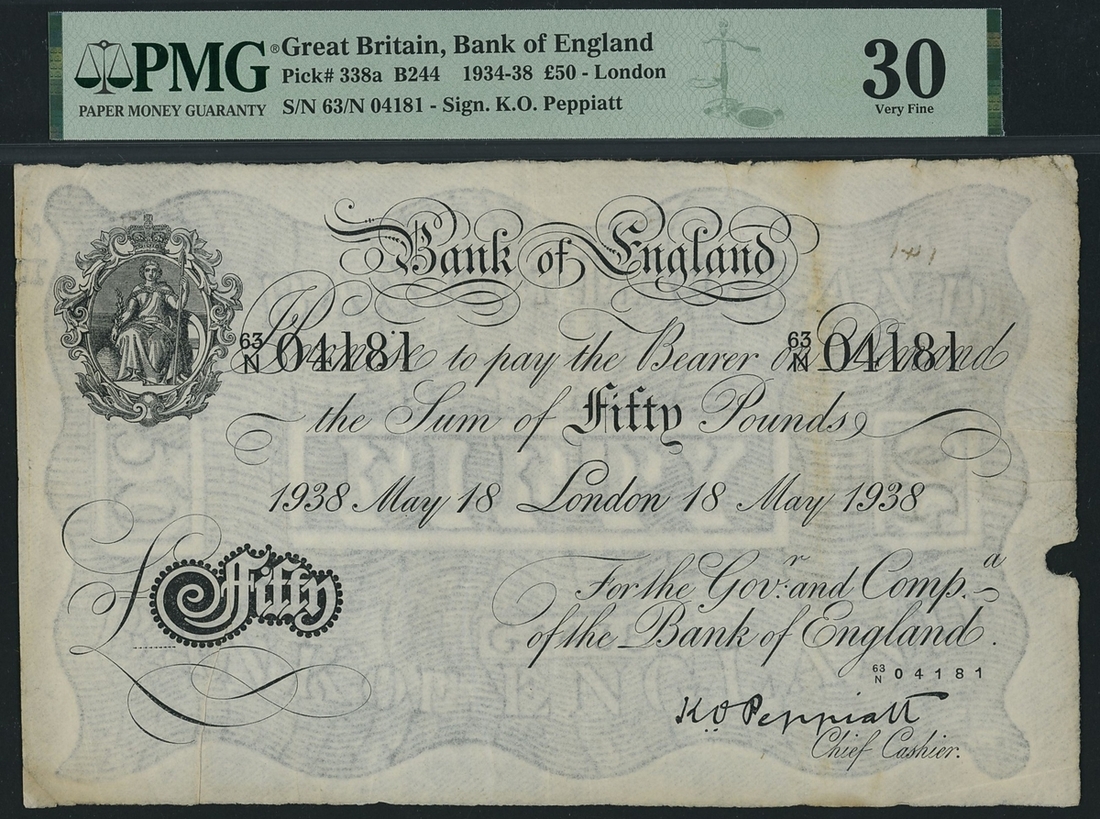 PMG ® Great Britain, Bank of England
Pick# 338a B244 1934-38 £50 - London
PAPER MONEY GUARANTY
S/N 63/N 04181 - Sign. K.O. Peppiatt
30
Very Fine
Bank of England
141
63/N 04181 63/N 04181
I Promise to pay the Bearer on Demand
the Sum of Fifty Pounds
1938 May 18 London 18 May 1938
£ Fifty
For the Gov.r and Comp.a
of the Bank of England.
63/N 04181
K.O. Peppiatt
Chief Cashier.